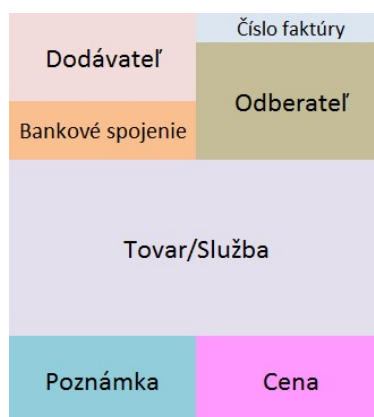 Dodávateľ
Číslo faktúry
Bankové spojenie
Odberateľ
Tovar/Služba
Poznámka
Cena